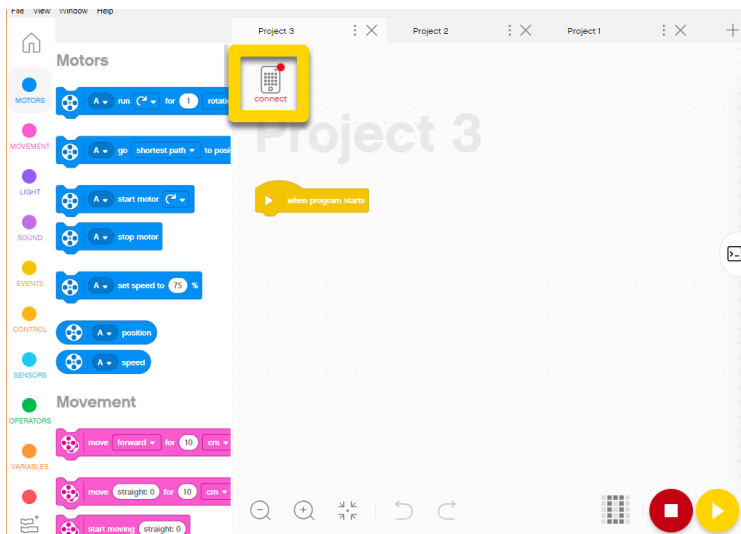 File View Window Help
Project 3
Project 2
Project 1
Motors
connect
Project 3
MOTORS
A run for 1 rotatio
MOVEMENT
A go shortest path to posi
LIGHT
A start motor
when program starts
SOUND
A stop motor
EVENTS
A set speed to 75 %
CONTROL
A position
SENSORS
A speed
Movement
OPERATORS
move forward for 10 cm
VARIABLES
move straight: 0 for 10 cm
start moving straight: 0